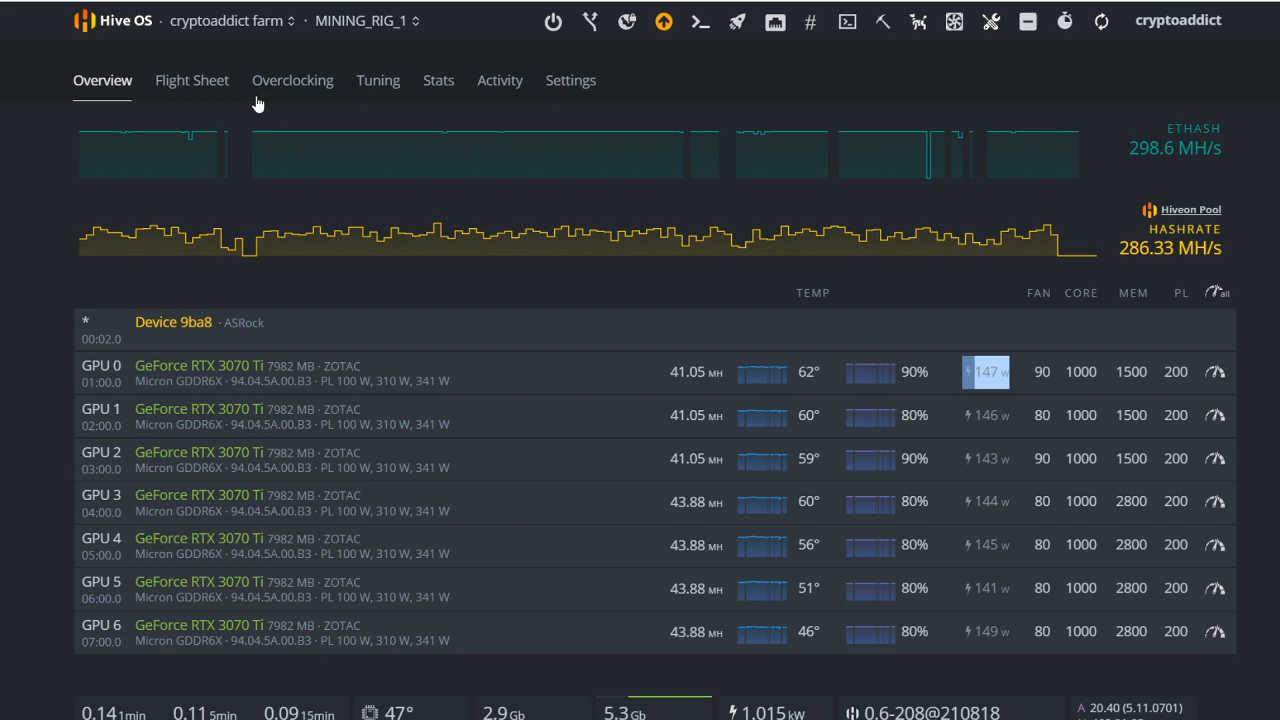 Hive OS · cryptoaddict farm · MINING_RIG_1 # cryptoaddict
Overview Flight Sheet Overclocking Tuning Stats Activity Settings
ETHASH
298.6 MH/s
Hiveon Pool
HASHRATE
286.33 MH/s
TEMP FAN CORE MEM PL all
* Device 9ba8 · ASRock
00:02.0
GPU 0 GeForce RTX 3070 Ti 7982 MB · ZOTAC 41.05 MH 62° 90% 147 W 90 1000 1500 200
01:00.0 Micron GDDR6X · 94.04.5A.00.B3 · PL 100 W, 310 W, 341 W
GPU 1 GeForce RTX 3070 Ti 7982 MB · ZOTAC 41.05 MH 60° 80% 146 W 80 1000 1500 200
02:00.0 Micron GDDR6X · 94.04.5A.00.B3 · PL 100 W, 310 W, 341 W
GPU 2 GeForce RTX 3070 Ti 7982 MB · ZOTAC 41.05 MH 59° 90% 143 W 90 1000 1500 200
03:00.0 Micron GDDR6X · 94.04.5A.00.B3 · PL 100 W, 310 W, 341 W
GPU 3 GeForce RTX 3070 Ti 7982 MB · ZOTAC 43.88 MH 60° 80% 144 W 80 1000 2800 200
04:00.0 Micron GDDR6X · 94.04.5A.00.B3 · PL 100 W, 310 W, 341 W
GPU 4 GeForce RTX 3070 Ti 7982 MB · ZOTAC 43.88 MH 56° 80% 145 W 80 1000 2800 200
05:00.0 Micron GDDR6X · 94.04.5A.00.B3 · PL 100 W, 310 W, 341 W
GPU 5 GeForce RTX 3070 Ti 7982 MB · ZOTAC 43.88 MH 51° 80% 141 W 80 1000 2800 200
06:00.0 Micron GDDR6X · 94.04.5A.00.B3 · PL 100 W, 310 W, 341 W
GPU 6 GeForce RTX 3070 Ti 7982 MB · ZOTAC 43.88 MH 46° 80% 149 W 80 1000 2800 200
07:00.0 Micron GDDR6X · 94.04.5A.00.B3 · PL 100 W, 310 W, 341 W
0.14 1min 0.11 5min 0.09 15min 47° 2.9 Gb 5.3 Gb 1.015 kW 0.6-208@210818 A 20.40 (5.11.0701)